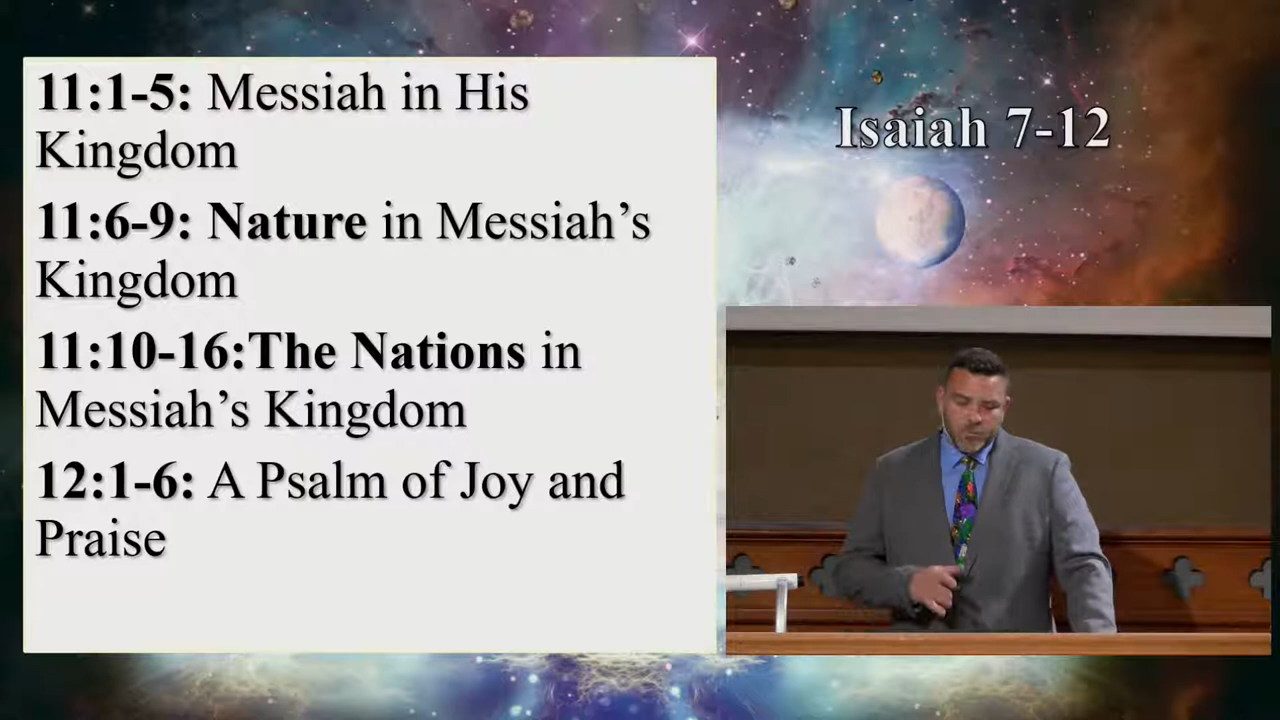 11:1-5: Messiah in His
Kingdom
11:6-9: Nature in Messiah’s
Kingdom
11:10-16:The Nations in
Messiah’s Kingdom
12:1-6: A Psalm of Joy and
Praise
Isaiah 7-12